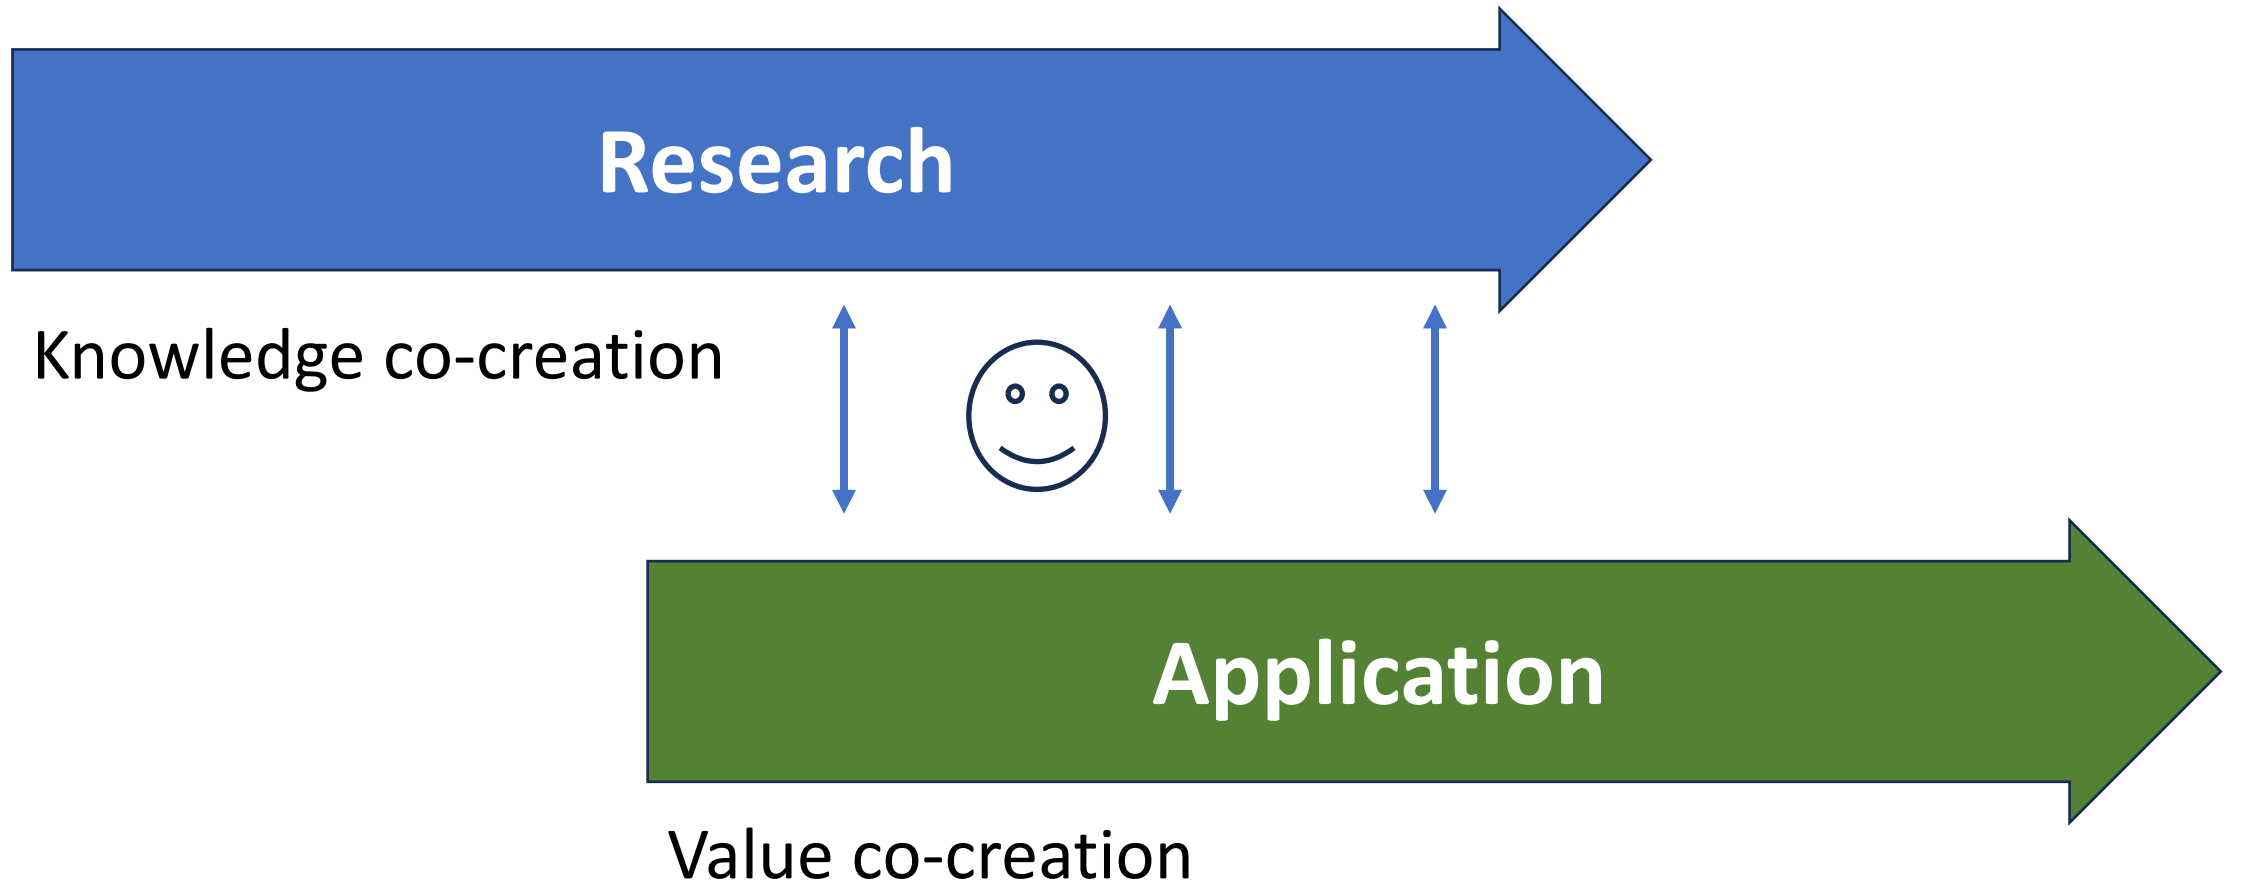 Research
Knowledge co-creation
Application
Value co-creation